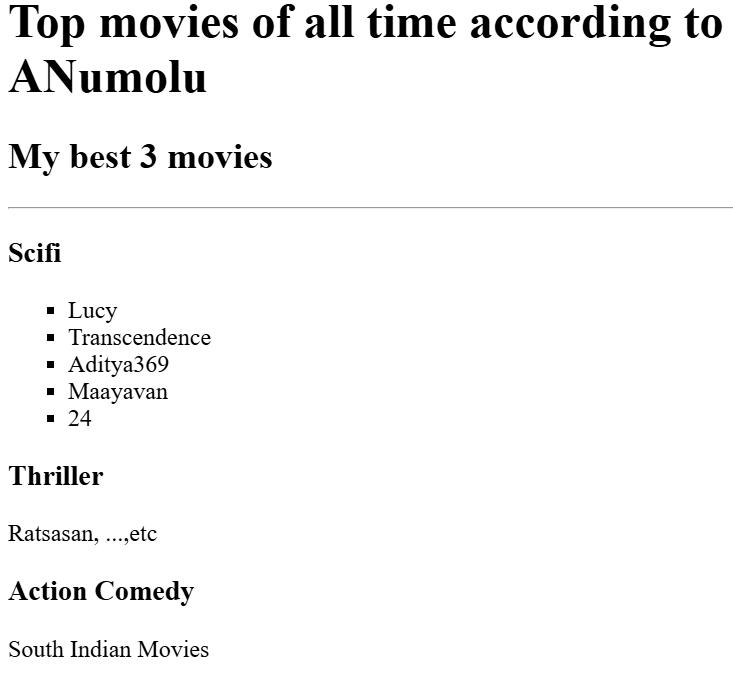 Top movies of all time according to
ANumolu
My best 3 movies
Scifi
Lucy
Transcendence
Aditya369
Maayavan
24
Thriller
Ratsasan, ...,etc
Action Comedy
South Indian Movies